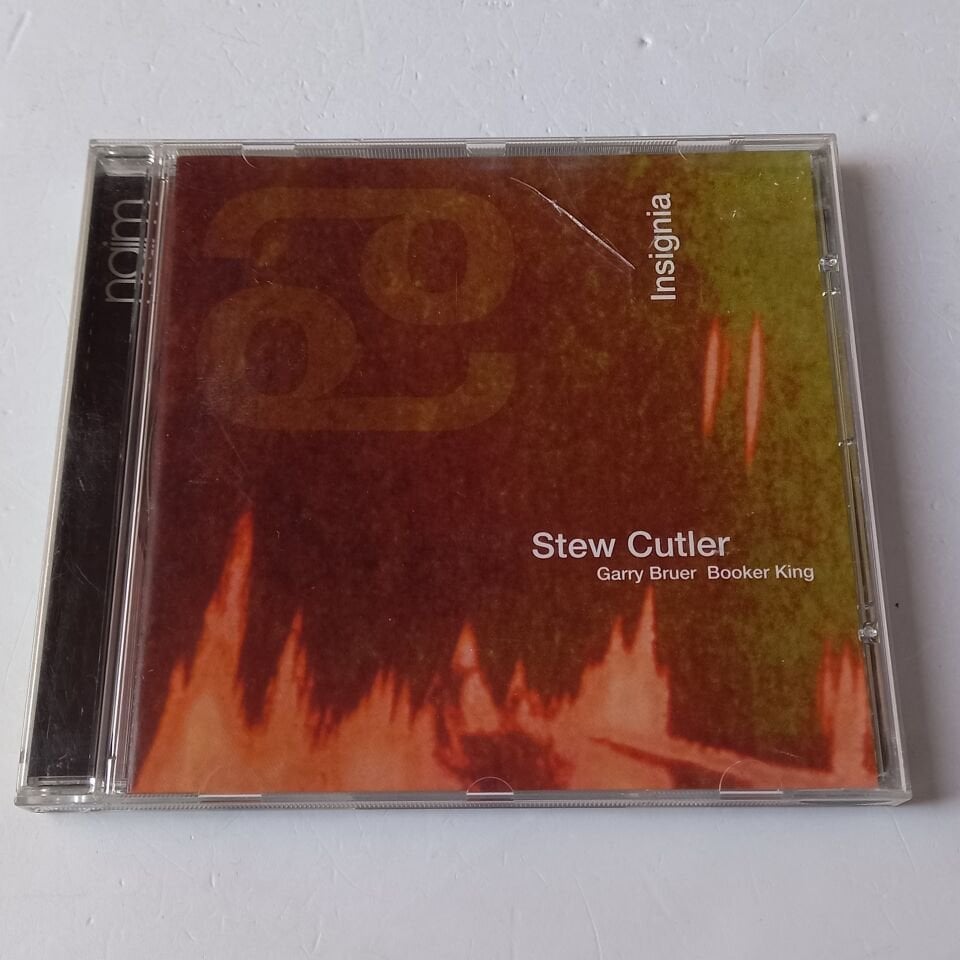 naim
Insignia
Stew Cutler
Garry Bruer Booker King